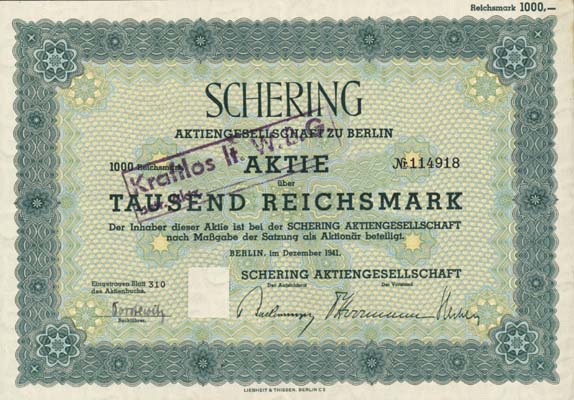 Reichsmark 1000,—
SCHERING
AKTIENGESELLSCHAFT ZU BERLIN
1000 Reichsmark
AKTIE
№ 114918
Kraftlos lt. W.B.G
über
TAUSEND REICHSMARK
Der Inhaber dieser Aktie ist bei der SCHERING AKTIENGESELLSCHAFT
nach Maßgabe der Satzung als Aktionär beteiligt.
BERLIN, im Dezember 1941.
SCHERING AKTIENGESELLSCHAFT
Der Aufsichtsrat Der Vorstand
Eingetragen Blatt 310
des Aktienbuchs.
Buchführer.
LIEBHEIT & THIESEN, BERLIN C2